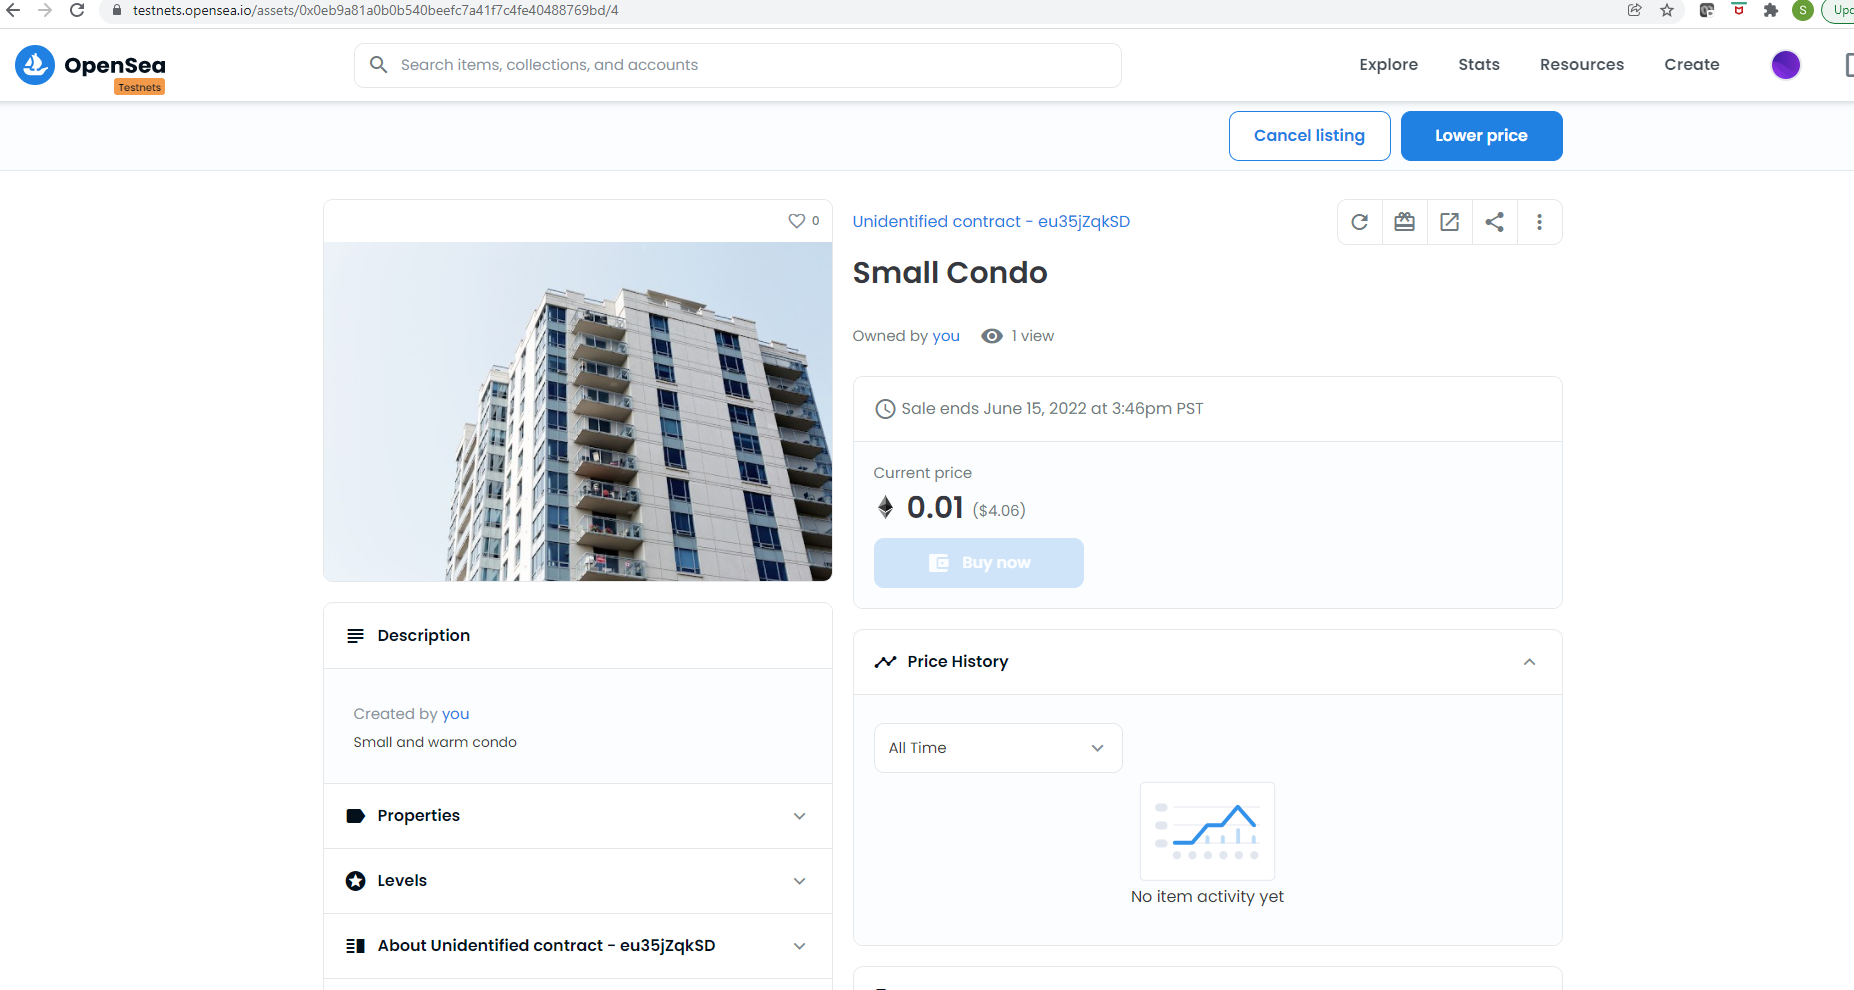 testnets.opensea.io/assets/0x0eb9a81a0b0b540beefc7a41f7c4fe40488769bd/4
S
OpenSea
Testnets
Search items, collections, and accounts
Explore
Stats
Resources
Create
Cancel listing
Lower price
0
Unidentified contract - eu35jZqkSD
Small Condo
Owned by you
1 view
Sale ends June 15, 2022 at 3:46pm PST
Current price
0.01 ($4.06)
Buy now
Description
Created by you
Small and warm condo
Properties
Levels
About Unidentified contract - eu35jZqkSD
Price History
All Time
No item activity yet